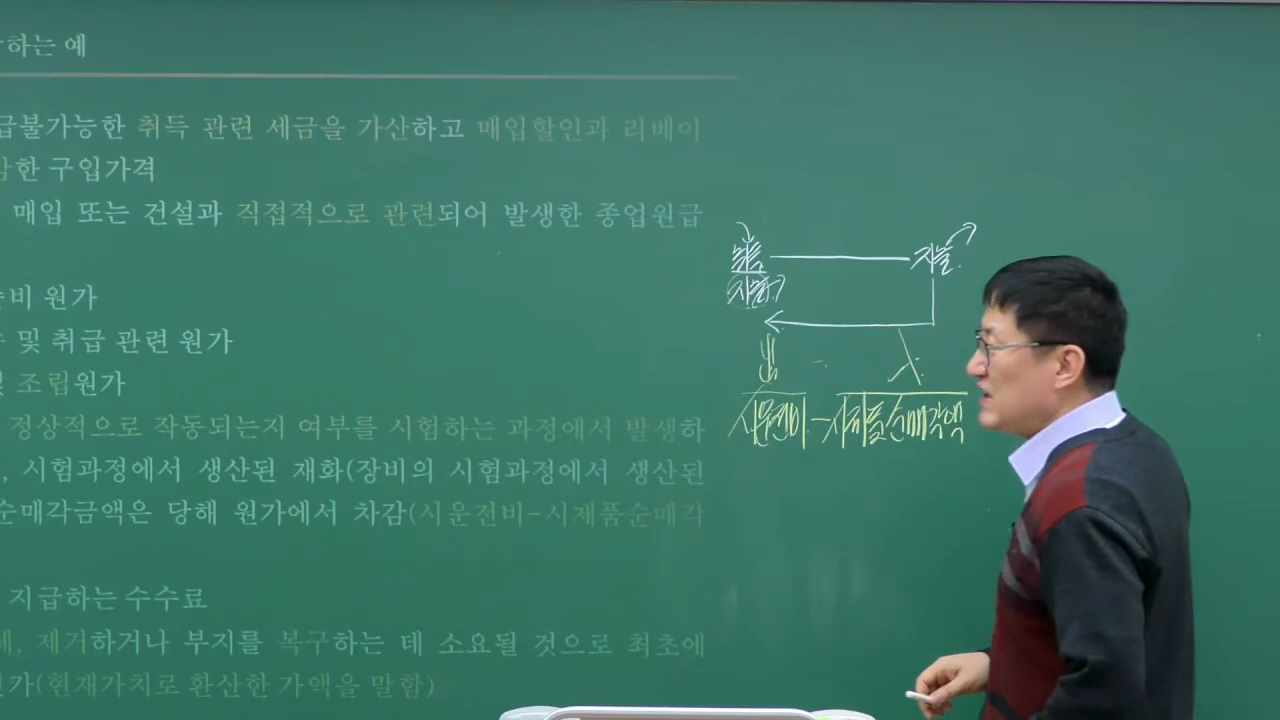 하는 예
급불가능한 취득 관련 세금을 가산하고 매입할인과 리베이
감한 구입가격
매입 또는 건설과 직접적으로 관련되어 발생한 종업원급
비 원가
및 취급 관련 원가
및 조립원가
정상적으로 작동되는지 여부를 시험하는 과정에서 발생하
, 시험과정에서 생산된 재화(장비의 시험과정에서 생산된
순매각금액은 당해 원가에서 차감(시운전비-시제품순매각
지급하는 수수료
체, 제거하거나 부지를 복구하는 데 소요될 것으로 최초에
원가(현재가치로 환산한 가액을 말함)
出 入
시운전비 - 시제품순매각액